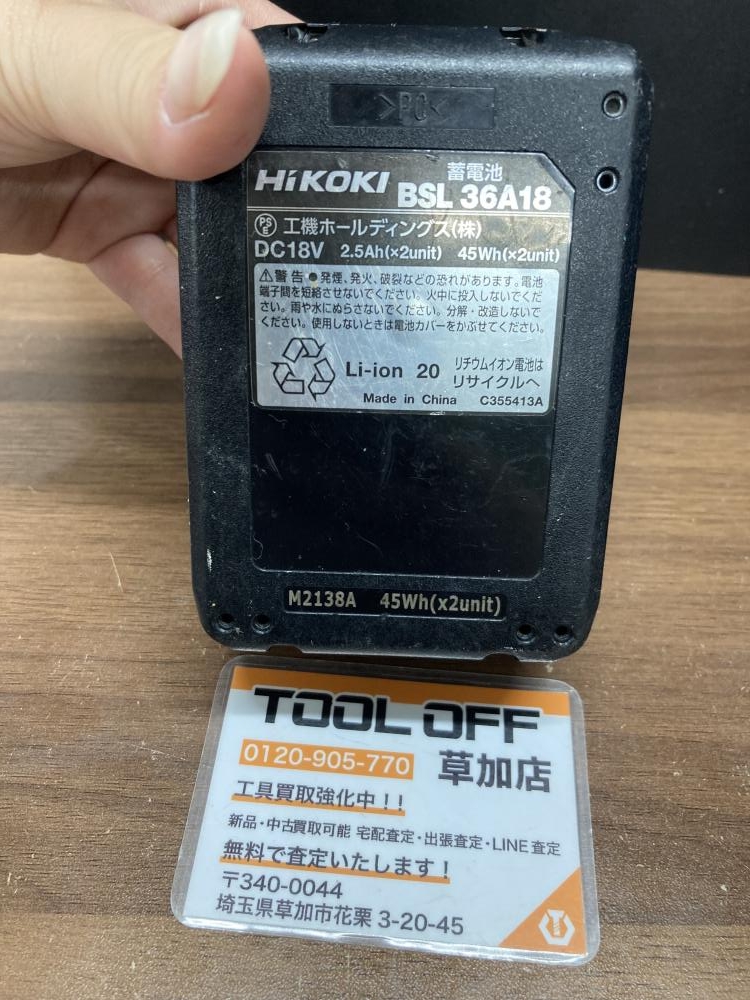 >PC<
HiKOKI 蓄電池
BSL 36A18
PSE 工機ホールディングス(株)
DC18V 2.5Ah(×2unit) 45Wh(×2unit)
⚠警告 ●発煙、発火、破裂などの恐れがあります。電池
端子間を短絡させないでください。火中に投入しないでくだ
さい。雨や水にぬらさないでください。分解・改造しないで
ください。使用しないときは電池カバーをかぶせてください。
Li-ion 20 リチウムイオン電池は
リサイクルへ
Made in China C355413A
M2138A 45Wh(x2unit)
TOOL OFF
0120-905-770 草加店
工具買取強化中!!
新品・中古買取可能 宅配査定・出張査定・LINE査定
無料で査定いたします!
〒340-0044
埼玉県草加市花栗 3-20-45